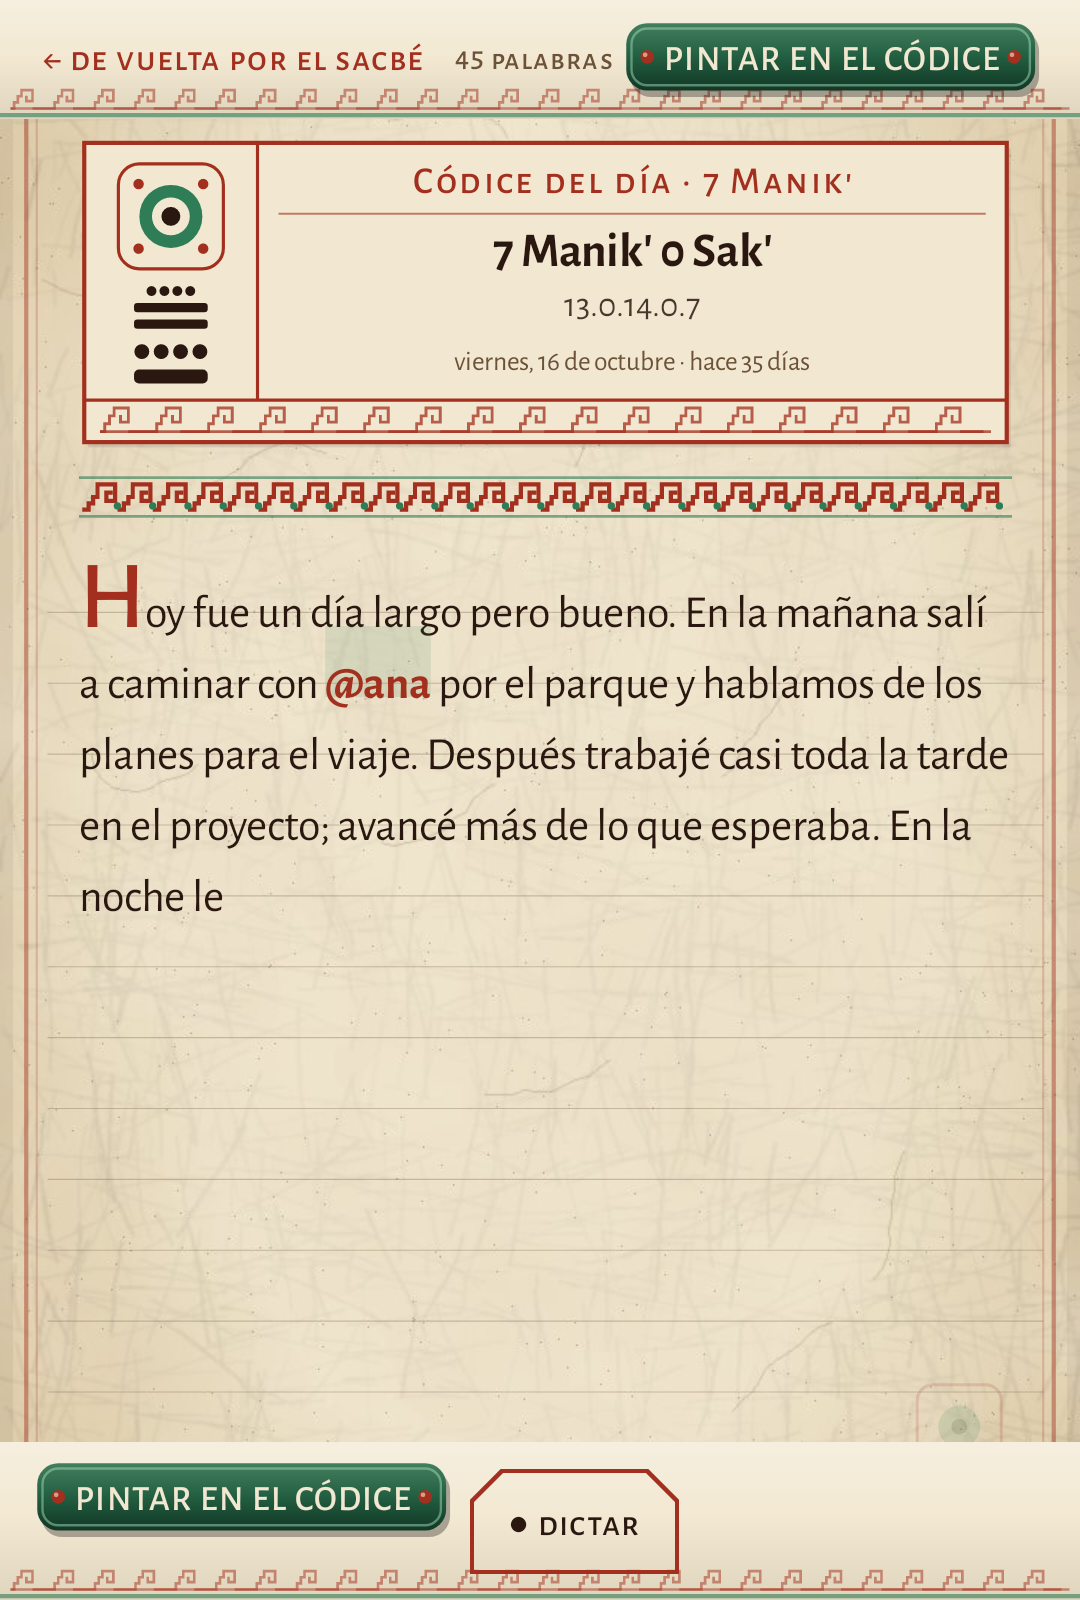 ← DE VUELTA POR EL SACBÉ
45 PALABRAS
PINTAR EN EL CÓDICE
CÓDICE DEL DÍA · 7 MANIK'
7 Manik' 0 Sak'
13.0.14.0.7
viernes, 16 de octubre · hace 35 días
Hoy fue un día largo pero bueno. En la mañana salí
a caminar con @ana por el parque y hablamos de los
planes para el viaje. Después trabajé casi toda la tarde
en el proyecto; avancé más de lo que esperaba. En la
noche le
PINTAR EN EL CÓDICE
DICTAR